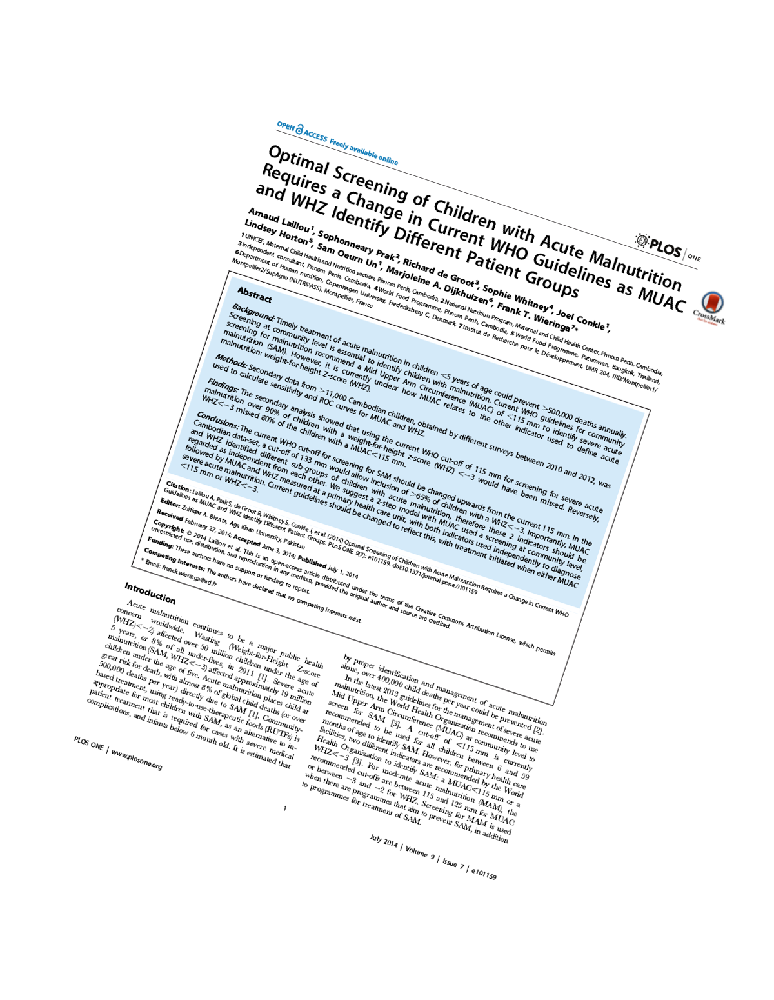 OPEN ACCESS Freely available online
PLOS ONE
Optimal Screening of Children with Acute Malnutrition
Requires a Change in Current WHO Guidelines as MUAC
and WHZ Identify Different Patient Groups
CrossMark
click for updates
Arnaud Laillou1, Sophonneary Prak2, Richard de Groot3, Sophie Whitney4, Joel Conkle1,
Lindsey Horton5, Sam Oeurn Un1, Marjoleine A. Dijkhuizen6, Frank T. Wieringa7*
1 UNICEF, Maternal Child Health and Nutrition section, Phnom Penh, Cambodia, 2 National Nutrition Program, Maternal and Child Health Center, Phnom Penh, Cambodia,
3 Independent consultant, Phnom Penh, Cambodia, 4 World Food Programme, Phnom Penh, Cambodia, 5 World Food Programme, Patumwan, Bangkok, Thailand,
6 Department of Human nutrition, Copenhagen University, Frederiksberg C, Denmark, 7 Institut de Recherche pour le Développement, UMR 204, IRD/Montpellier1/
Montpellier2/SupAgro (NUTRIPASS), Montpellier, France
Abstract
Background: Timely treatment of acute malnutrition in children <5 years of age could prevent >500,000 deaths annually.
Screening at community level is essential to identify children with malnutrition. Current WHO guidelines for community
screening for malnutrition recommend a Mid Upper Arm Circumference (MUAC) of <115 mm to identify severe acute
malnutrition (SAM). However, it is currently unclear how MUAC relates to the other indicator used to define acute
malnutrition: weight-for-height Z-score (WHZ).
Methods: Secondary data from >11,000 Cambodian children, obtained by different surveys between 2010 and 2012, was
used to calculate sensitivity and ROC curves for MUAC and WHZ.
Findings: The secondary analysis showed that using the current WHO cut-off of 115 mm for screening for severe acute
malnutrition over 90% of children with a weight-for-height z-score (WHZ) <−3 would have been missed. Reversely,
WHZ<−3 missed 80% of the children with a MUAC<115 mm.
Conclusions: The current WHO cut-off for screening for SAM should be changed upwards from the current 115 mm. In the
Cambodian data-set, a cut-off of 133 mm would allow inclusion of >65% of children with a WHZ<−3. Importantly, MUAC
and WHZ identified different sub-groups of children with acute malnutrition, therefore these 2 indicators should be
regarded as independent from each other. We suggest a 2-step model with MUAC used a screening at community level,
followed by MUAC and WHZ measured at a primary health care unit, with both indicators used independently to diagnose
severe acute malnutrition. Current guidelines should be changed to reflect this, with treatment initiated when either MUAC
<115 mm or WHZ<−3.
Citation: Laillou A, Prak S, de Groot R, Whitney S, Conkle J, et al. (2014) Optimal Screening of Children with Acute Malnutrition Requires a Change in Current WHO
Guidelines as MUAC and WHZ Identify Different Patient Groups. PLoS ONE 9(7): e101159. doi:10.1371/journal.pone.0101159
Editor: Zulfiqar A. Bhutta, Aga Khan University, Pakistan
Received February 27, 2014; Accepted June 3, 2014; Published July 1, 2014
Copyright: © 2014 Laillou et al. This is an open-access article distributed under the terms of the Creative Commons Attribution License, which permits
unrestricted use, distribution, and reproduction in any medium, provided the original author and source are credited.
Funding: These authors have no support or funding to report.
Competing Interests: The authors have declared that no competing interests exist.
* Email: franck.wieringa@ird.fr
Introduction
Acute malnutrition continues to be a major public health
concern worldwide. Wasting (Weight-for-Height Z-score
(WHZ)<−2) affected over 50 million children under the age of
5 years, or 8% of all under-fives, in 2011 [1]. Severe acute
malnutrition (SAM, WHZ<−3) affected approximately 19 million
children under the age of five. Acute malnutrition places child at
great risk for death, with almost 8% of global child deaths (or over
500,000 deaths per year) directly due to SAM [1]. Community-
based treatment, using ready-to-use-therapeutic foods (RUTFs) is
appropriate for most children with SAM, as an alternative to in-
patient treatment that is required for cases with severe medical
complications, and infants below 6 month old. It is estimated that
by proper identification and management of acute malnutrition
alone, over 400,000 child deaths per year could be prevented [2].
In the latest 2013 guidelines for the management of severe acute
malnutrition, the World Health Organization recommends to use
Mid Upper Arm Circumference (MUAC) at community level to
screen for SAM [3]. A cut-off of <115 mm is currently
recommended to be used for all children between 6 and 59
months of age to identify SAM. However, for primary health care
facilities, two different indicators are recommended by the World
Health Organization to identify SAM: a MUAC<115 mm or a
WHZ<−3 [3]. For moderate acute malnutrition (MAM), the
recommended cut-offs are between 115 and 125 mm for MUAC
or between −3 and −2 for WHZ. Screening for MAM is used
when there are programmes that aim to prevent SAM, in addition
to programmes for treatment of SAM.
PLOS ONE | www.plosone.org
1
July 2014 | Volume 9 | Issue 7 | e101159